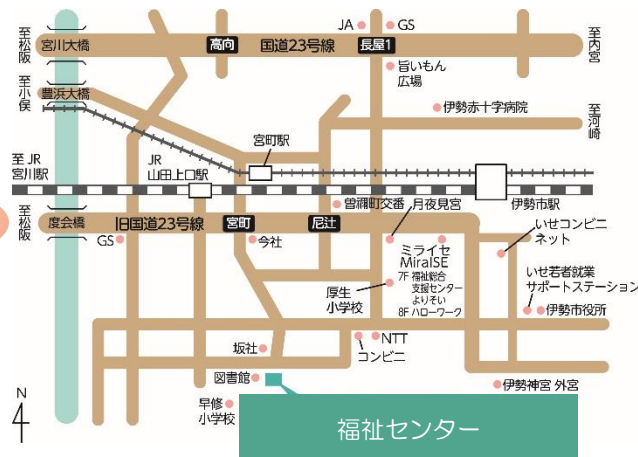 JA
GS
至松阪
宮川大橋
高向
国道23号線
長屋1
至内宮
旨いもん
広場
至小俣
豊浜大橋
伊勢赤十字病院
至河崎
宮町駅
至 JR
宮川駅
JR
山田上口駅
伊勢市駅
曽禰町交番
月夜見宮
至松阪
度会橋
旧国道23号線
宮町
尼辻
GS
今社
ミライセ
MiraISE
7F 福祉総合
支援センター
よりそい
8F ハローワーク
いせコンビニ
ネット
厚生
小学校
いせ若者就業
サポートステーション
伊勢市役所
NTT
コンビニ
坂社
図書館
早修
小学校
伊勢神宮 外宮
N
4
福祉センター